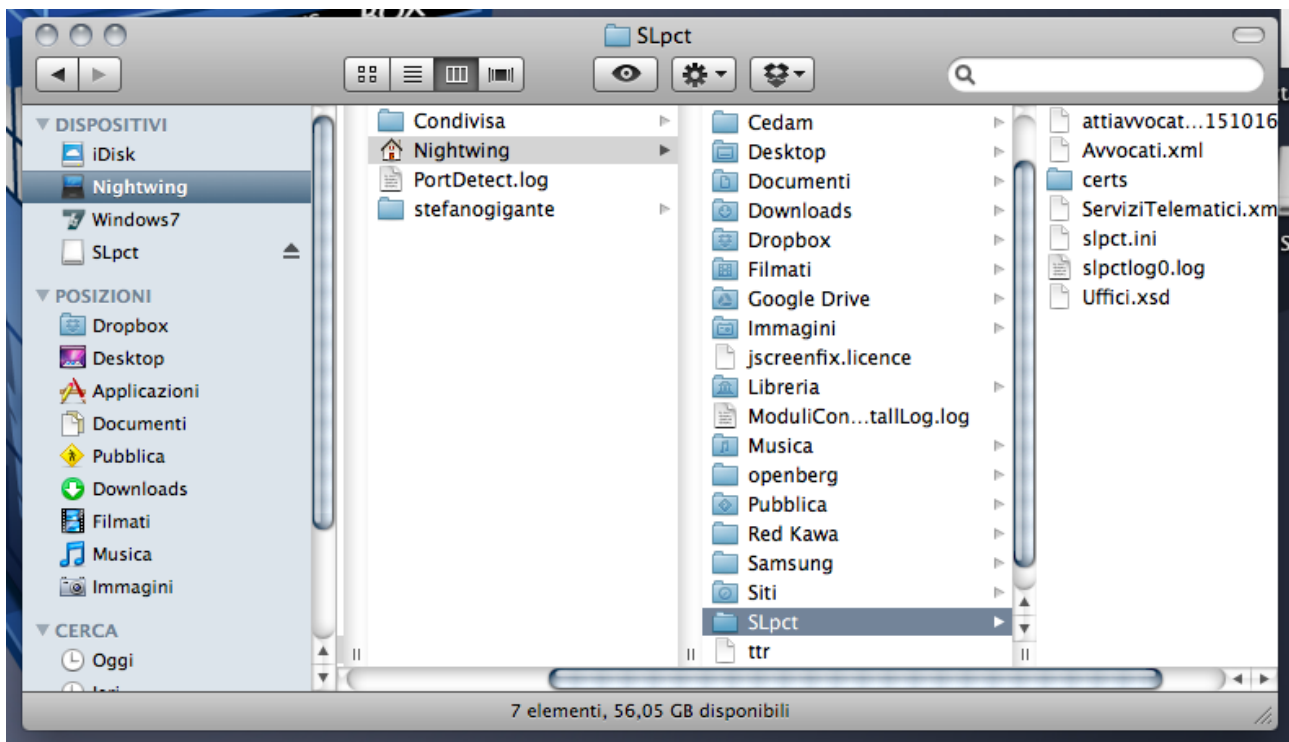 SLpct
DISPOSITIVI
iDisk
Nightwing
Windows7
SLpct
POSIZIONI
Dropbox
Desktop
Applicazioni
Documenti
Pubblica
Downloads
Filmati
Musica
Immagini
CERCA
Oggi
Condivisa
Nightwing
PortDetect.log
stefanogigante
Cedam
Desktop
Documenti
Downloads
Dropbox
Filmati
Google Drive
Immagini
jscreenfix.licence
Libreria
ModuliCon...tallLog.log
Musica
openberg
Pubblica
Red Kawa
Samsung
Siti
SLpct
ttr
attiavvocat...151016
Avvocati.xml
certs
ServiziTelematici.xm
slpct.ini
slpctlog0.log
Uffici.xsd
7 elementi, 56,05 GB disponibili